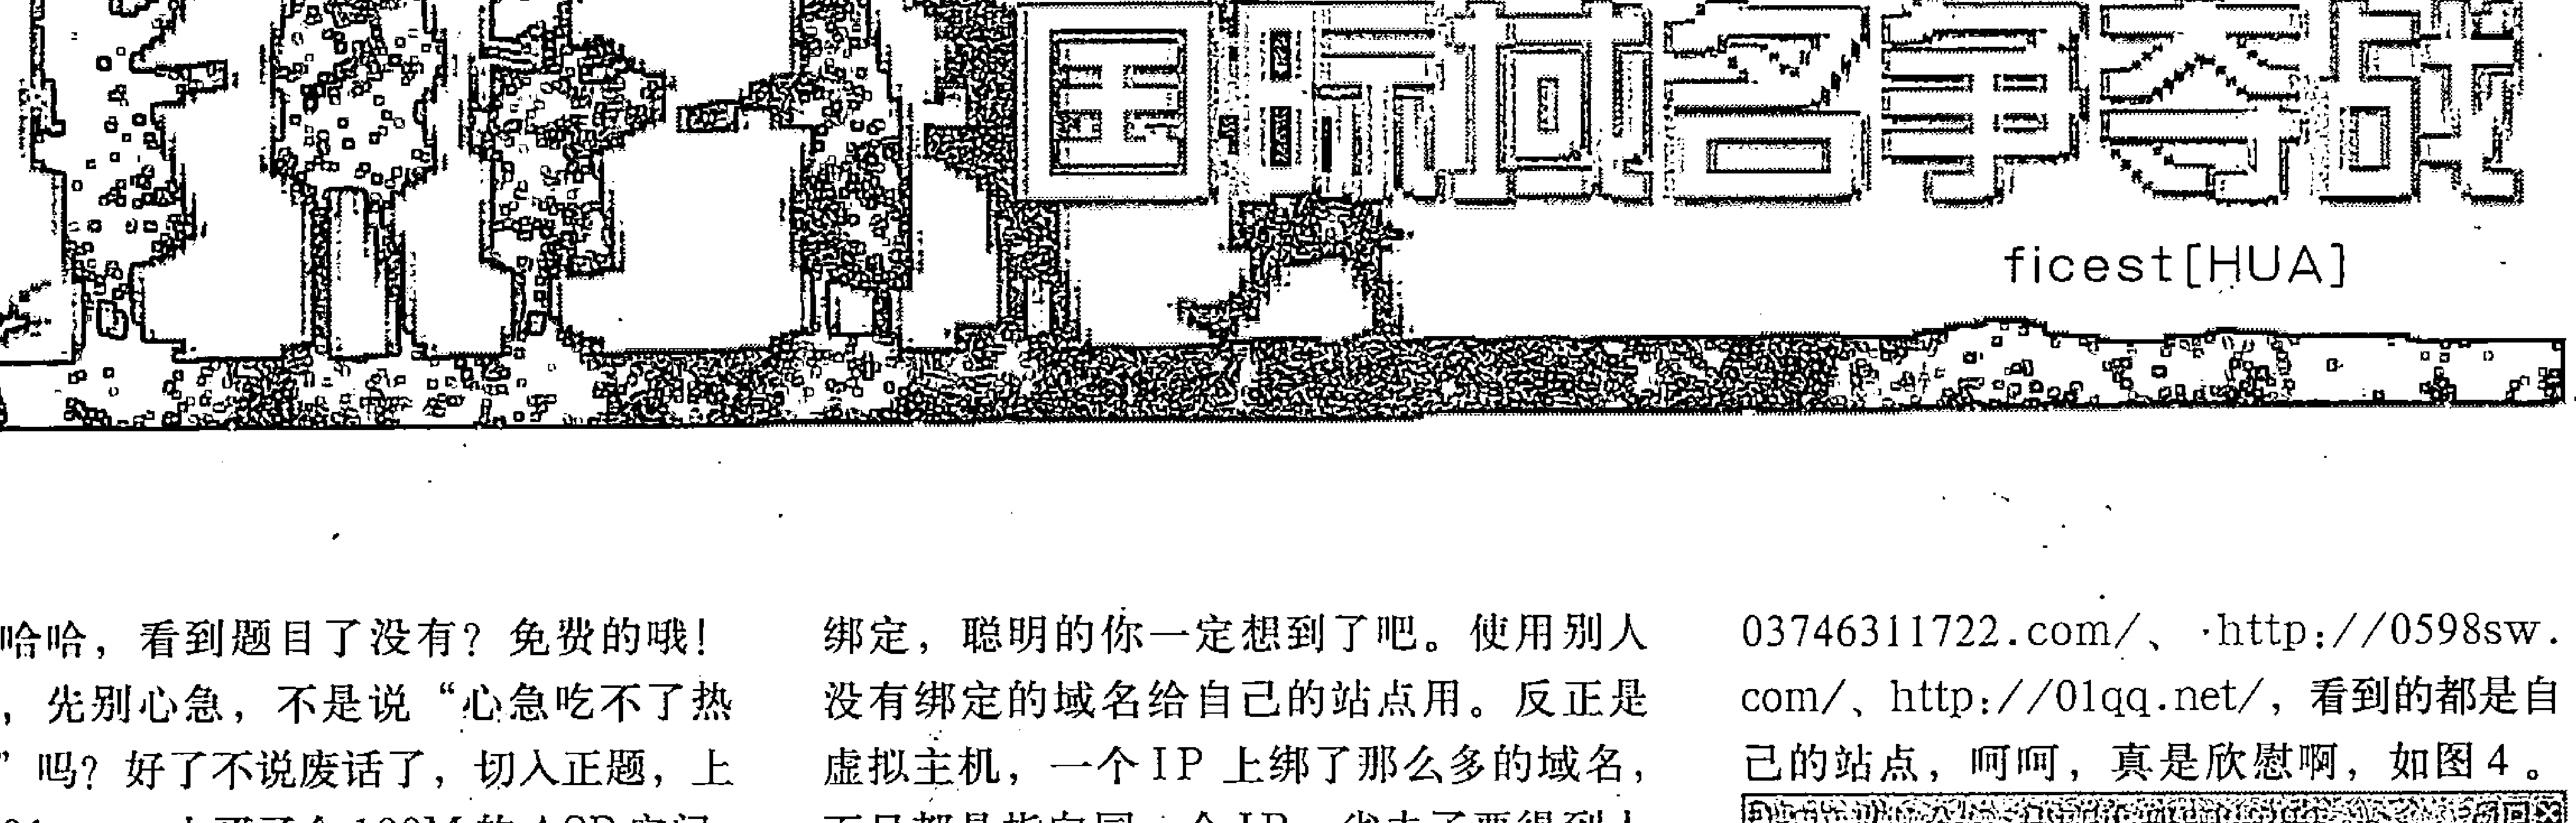 国际域名争夺战
ficest[HUA]
哈哈，看到题目了没有？免费的哦！
，先别心急，不是说“心急吃不了热
”吗？好了不说废话了，切入正题，上
绑定，聪明的你一定想到了吧。使用别人
没有绑定的域名给自己的站点用。反正是
虚拟主机，一个IP 上绑了那么多的域名，
03746311722.com/、http://0598sw.
com/、http://01qq.net/，看到的都是自
己的站点，呵呵，真是欣慰啊，如图4。